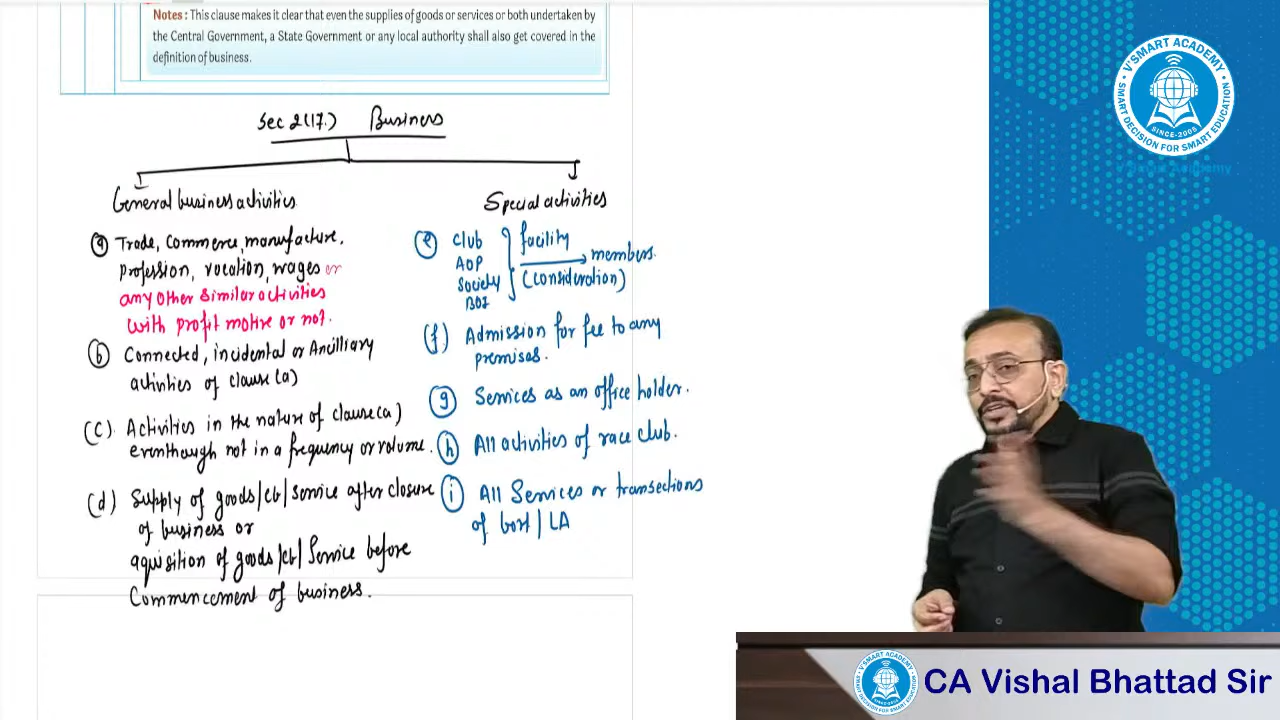 Notes : This clause makes it clear that even the supplies of goods or services or both undertaken by
the Central Government, a State Government or any local authority shall also get covered in the
definition of business.
Sec 2(17.) Business
General business activities
(a) Trade, Commerce, manufacture,
profession, vocation, wages or
any other similar activities
with profit motive or not.
(b) Connected, incidental or Ancilliary
activities of clause (a)
(c) Activities in the nature of clause (a)
eventhough not in a frequency or volume.
(d) Supply of goods/cb/service after closure
of business or
aquisition of goods/cb/Service before
Commencement of business.
Special activities
(e) Club
AOP
Society
BOI
facility
(consideration)
members.
(f) Admission for fee to any
premises.
(g) Services as an office holder.
(h) All activities of race club.
(i) All Services or transections
of Govt/LA
V'SMART ACADEMY
SINCE-2005
SMART DECISION FOR SMART EDUCATION
V'Smart Academy
V'SMART ACADEMY
CA Vishal Bhattad Sir